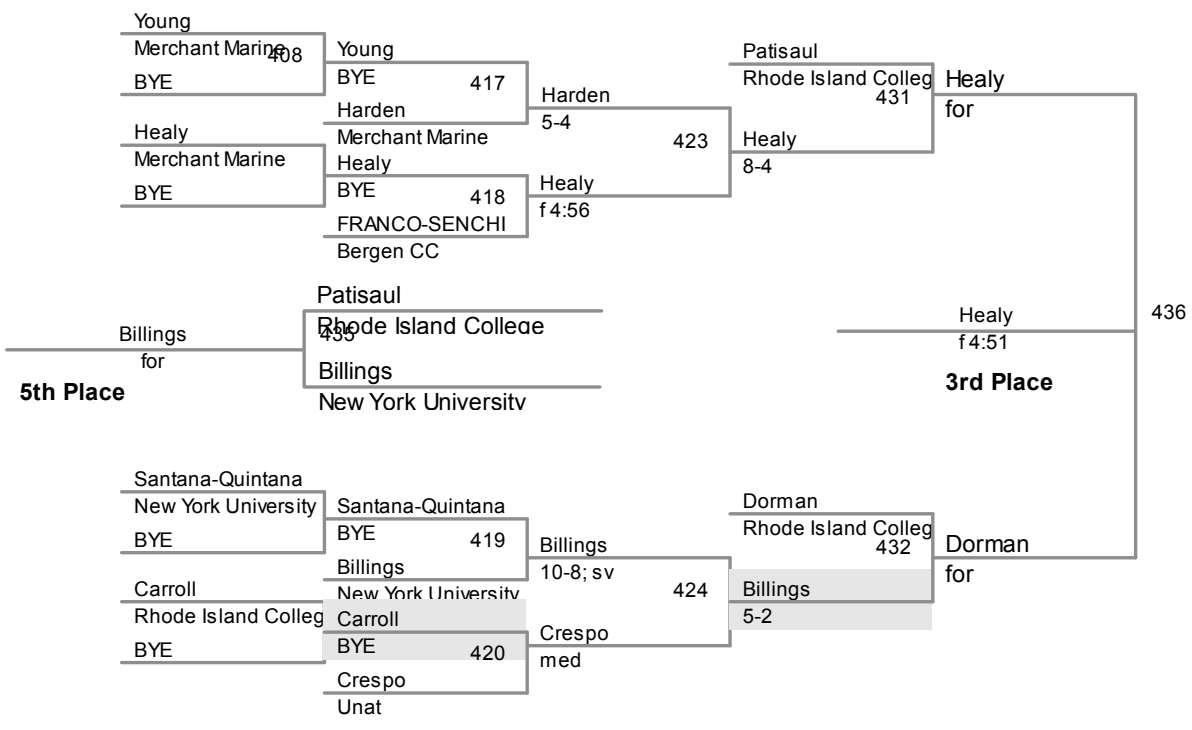 Young
Merchant Marine
408
BYE
Young
BYE
417
Harden
Merchant Marine
Healy
Merchant Marine
BYE
Healy
BYE
418
FRANCO-SENCHI
Bergen CC
Harden
5-4
423
Healy
f 4:56
Patisaul
Rhode Island Colleg
431
Healy
8-4
Healy
for
436
Patisaul
Rhode Island College
435
Billings
New York University
Billings
for
5th Place
Healy
f 4:51
3rd Place
Santana-Quintana
New York University
BYE
Santana-Quintana
BYE
419
Billings
New York University
Carroll
Rhode Island Colleg
BYE
Carroll
BYE
420
Crespo
Unat
Billings
10-8; sv
424
Crespo
med
Dorman
Rhode Island Colleg
432
Billings
5-2
Dorman
for